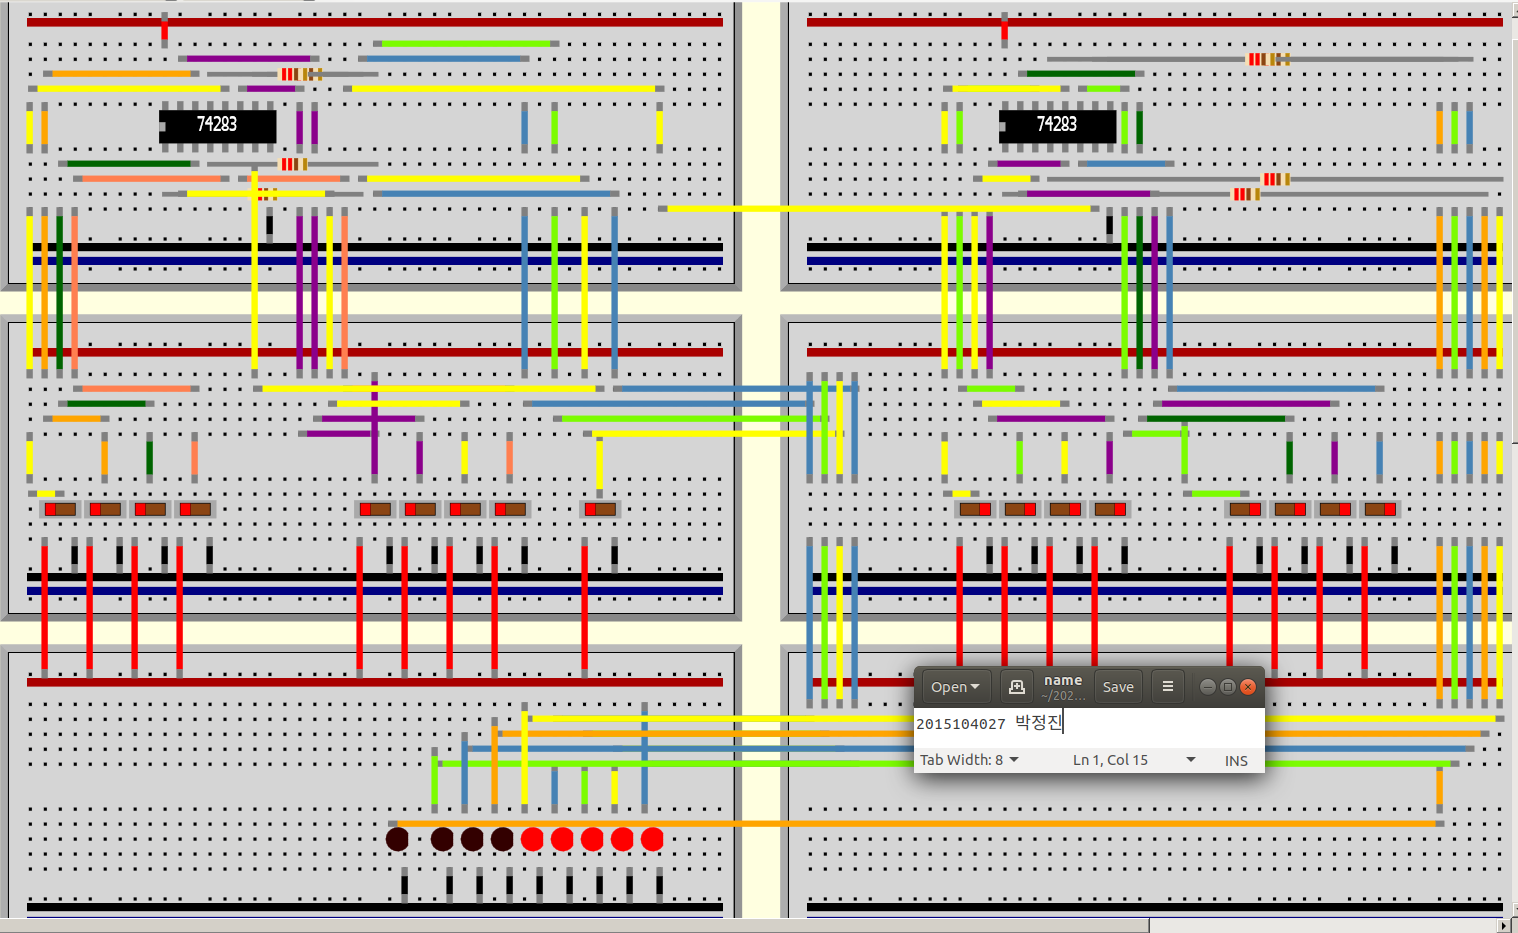 74283
74283
Open
name
~/202...
Save
2015104027 박정진
Tab Width: 8
Ln 1, Col 15
INS